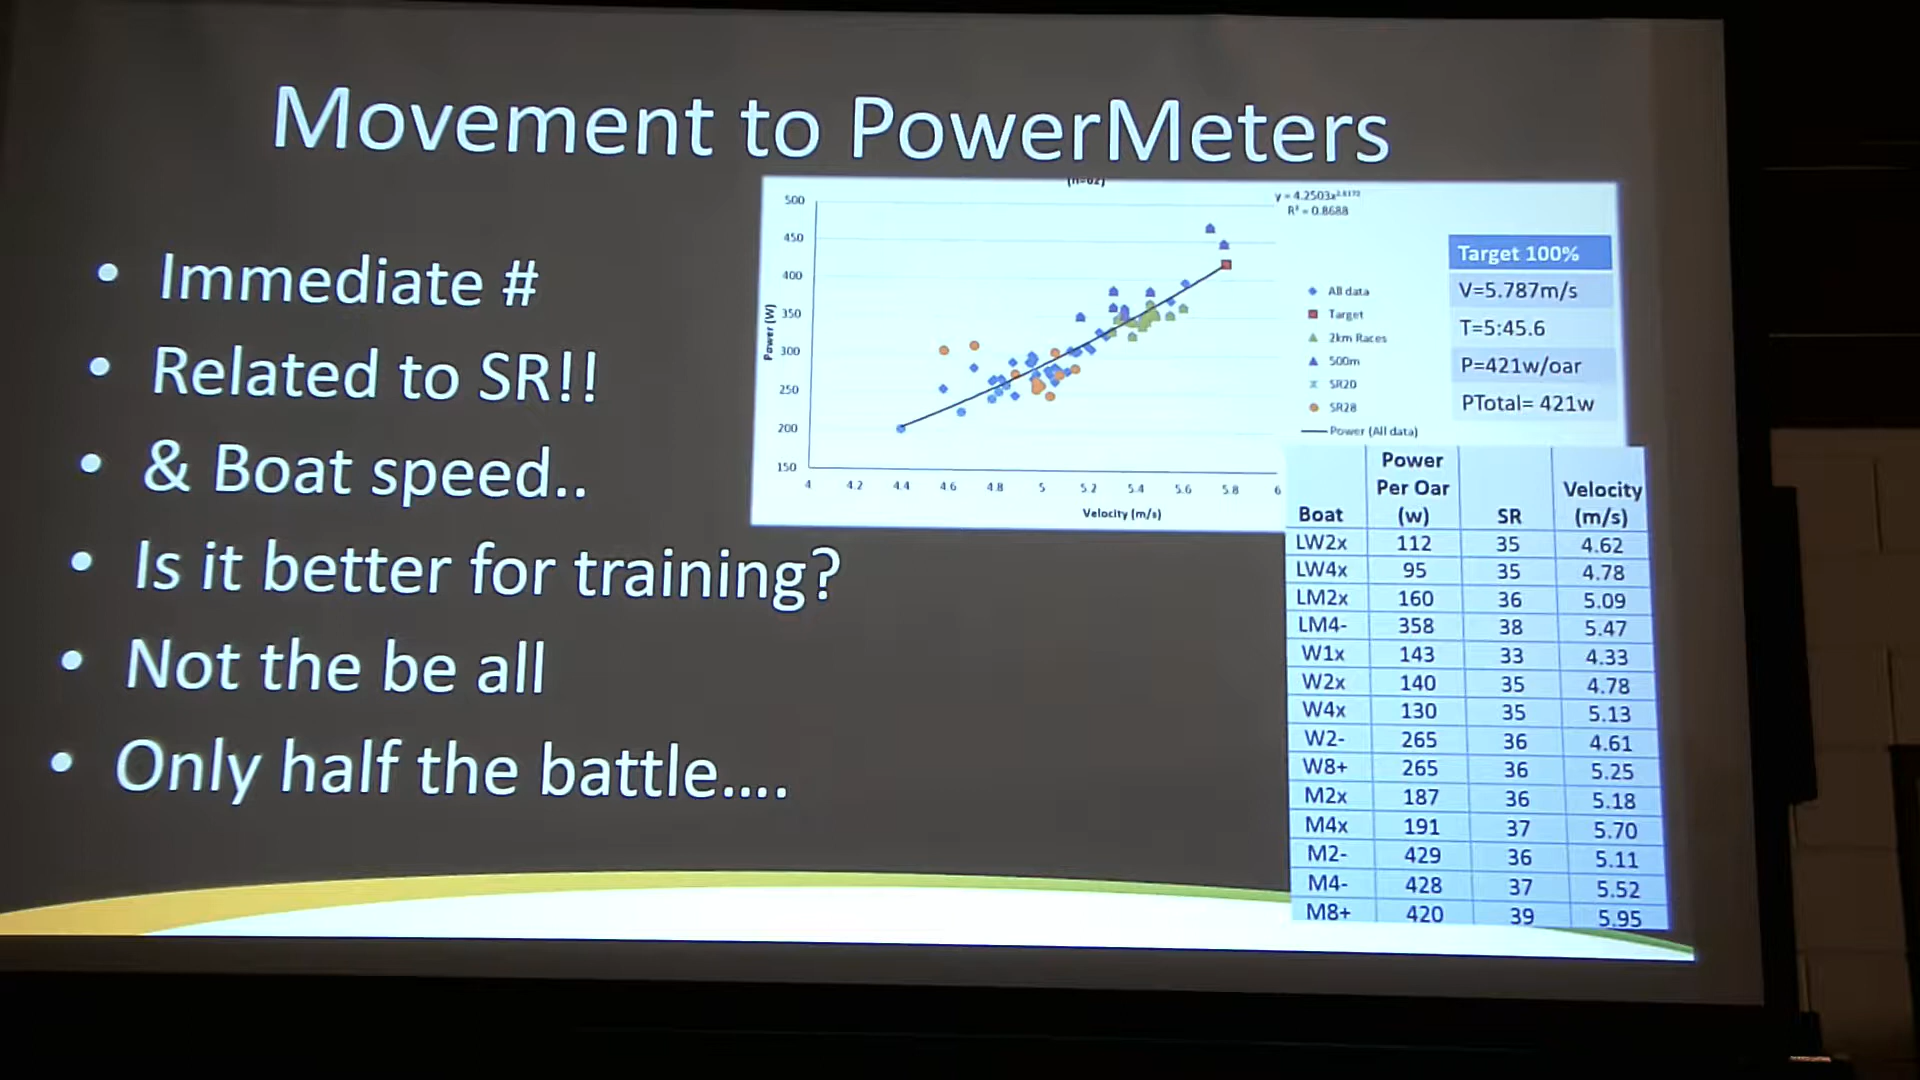 Movement to PowerMeters
• Immediate #
• Related to SR!!
• & Boat speed..
• Is it better for training?
• Not the be all
• Only half the battle....
(n=62)
R² = 0.8688
500
450
400
350
300
250
200
150
Power (W)
4 4.2 4.4 4.6 4.8 5 5.2 5.4 5.6 5.8 6
Velocity (m/s)
All data
Target
2km Races
500m
SR20
SR28
Power (All data)
Target 100%
V=5.787m/s
T=5:45.6
P=421w/oar
PTotal= 421w
Boat Power Per Oar (w) SR Velocity (m/s)
LW2x 112 35 4.62
LW4x 95 35 4.78
LM2x 160 36 5.09
LM4- 358 38 5.47
W1x 143 33 4.33
W2x 140 35 4.78
W4x 130 35 5.13
W2- 265 36 4.61
W8+ 265 36 5.25
M2x 187 36 5.18
M4x 191 37 5.70
M2- 429 36 5.11
M4- 428 37 5.52
M8+ 420 39 5.95